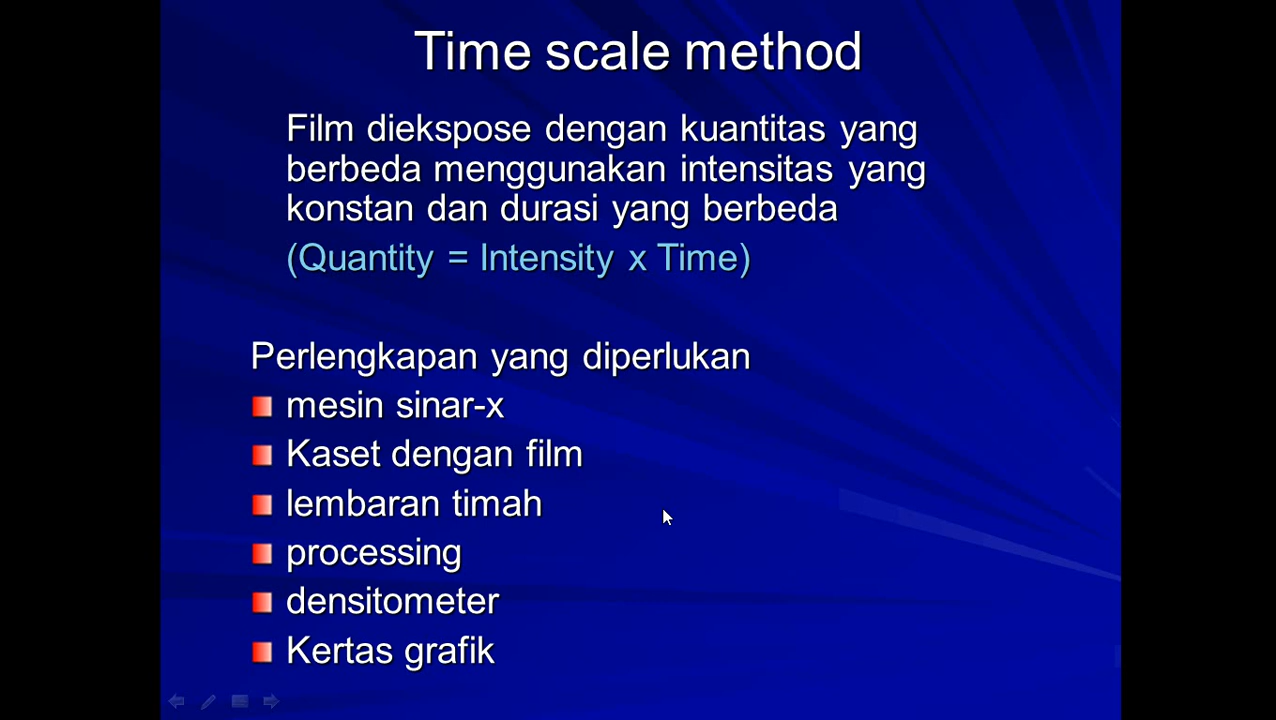 Time scale method
Film diekspose dengan kuantitas yang
berbeda menggunakan intensitas yang
konstan dan durasi yang berbeda
(Quantity = Intensity x Time)
Perlengkapan yang diperlukan
mesin sinar-x
Kaset dengan film
lembaran timah
processing
densitometer
Kertas grafik